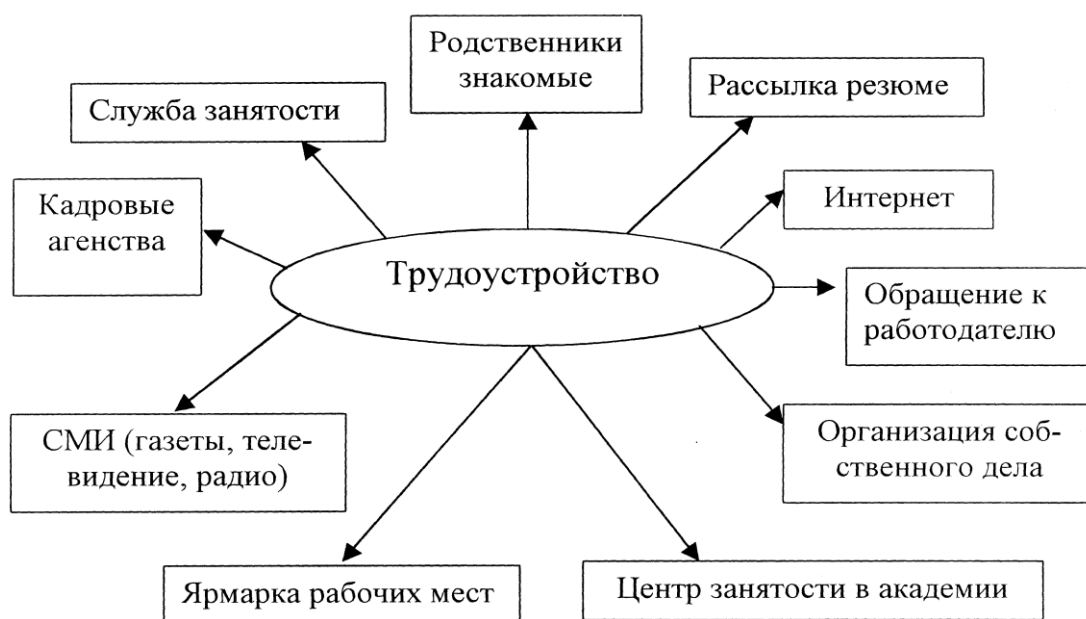 Родственники
знакомые
Рассылка резюме
Служба занятости
Интернет
Кадровые
агенства
Трудоустройство
Обращение к
работодателю
СМИ (газеты, теле-
видение, радио)
Организация соб-
ственного дела
Ярмарка рабочих мест
Центр занятости в академии